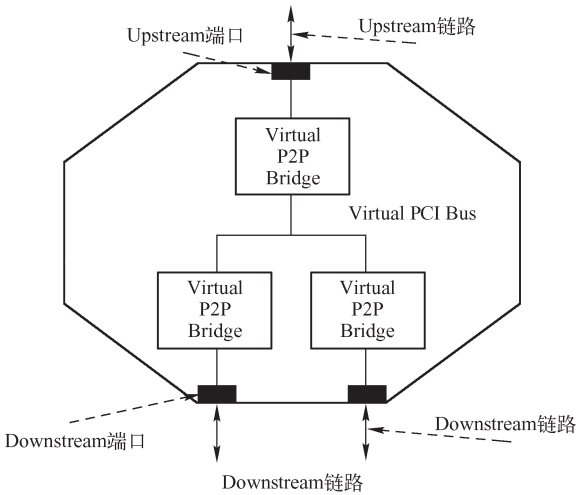 Upstream链路
Upstream端口
Virtual
P2P
Bridge
Virtual PCI Bus
Virtual
P2P
Bridge
Virtual
P2P
Bridge
Downstream链路
Downstream端口
Downstream链路